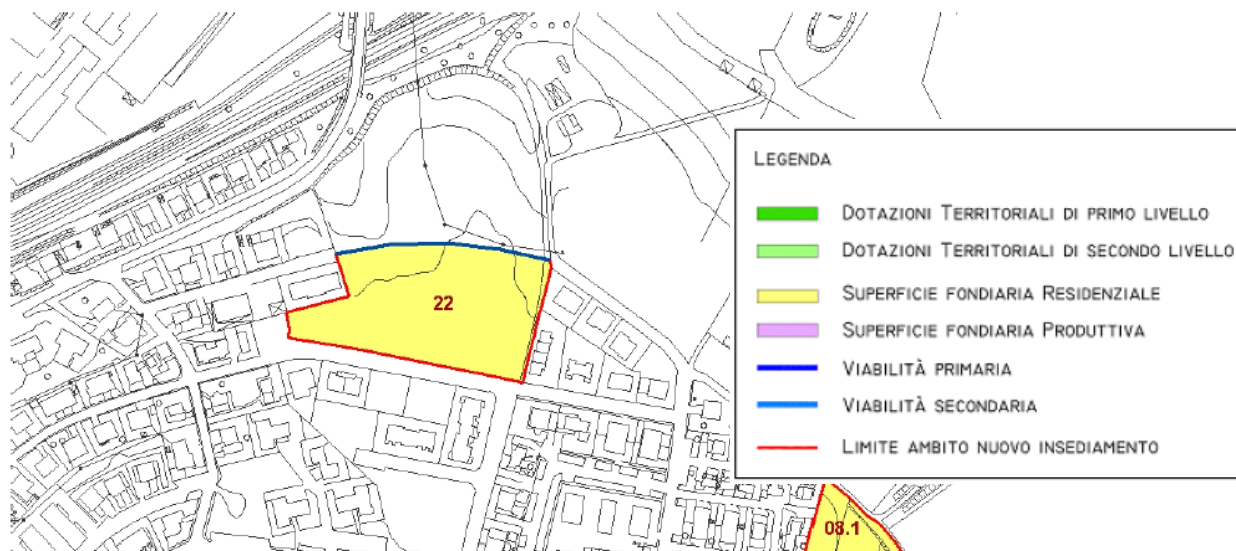 LEGENDA
DOTAZIONI TERRITORIALI DI PRIMO LIVELLO
DOTAZIONI TERRITORIALI DI SECONDO LIVELLO
SUPERFICIE FONDIARIA RESIDENZIALE
SUPERFICIE FONDIARIA PRODUTTIVA
VIABILITÀ PRIMARIA
VIABILITÀ SECONDARIA
LIMITE AMBITO NUOVO INSEDIAMENTO
22
08.1